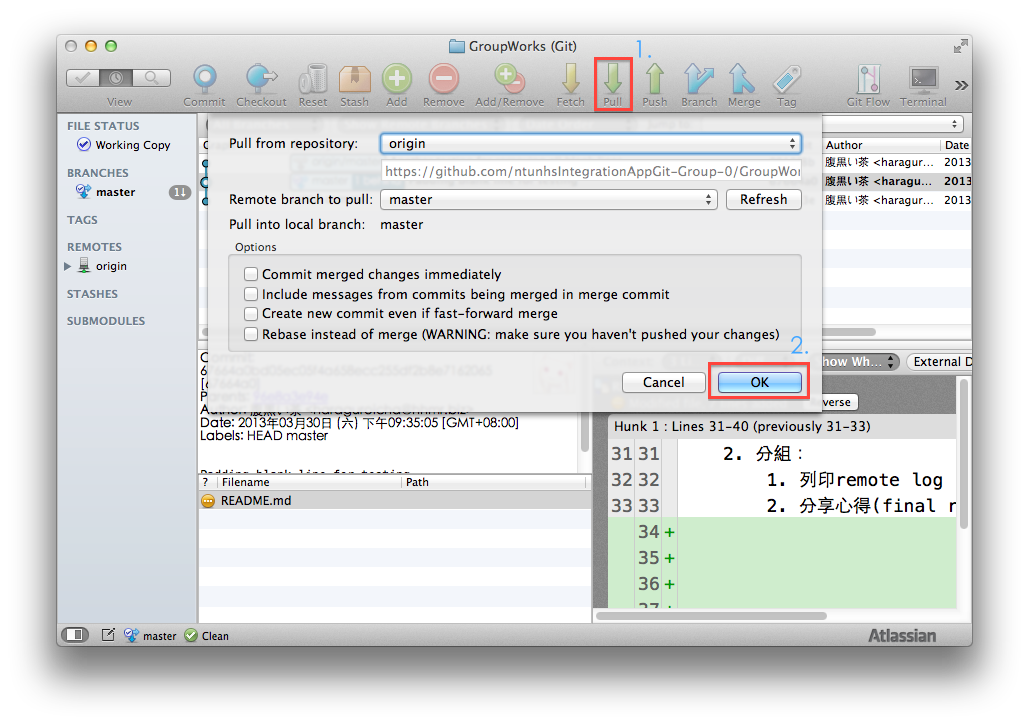 GroupWorks (Git)
1.
View Commit Checkout Reset Stash Add Remove Add/Remove Fetch Pull Push Branch Merge Tag Git Flow Terminal
FILE STATUS
Working Copy
BRANCHES
master 1↓
TAGS
REMOTES
origin
STASHES
SUBMODULES
Pull from repository: origin
https://github.com/ntunhsIntegrationAppGit-Group-0/GroupWor
Remote branch to pull: master Refresh
Pull into local branch: master
Options
Commit merged changes immediately
Include messages from commits being merged in merge commit
Create new commit even if fast-forward merge
Rebase instead of merge (WARNING: make sure you haven't pushed your changes)
2.
Cancel OK
Author Date
腹黒い茶 <haragur... 2013
腹黒い茶 <haragu... 2013
腹黒い茶 <haragur... 2013
Date: 2013年03月30日 (六) 下午09:35:05 [GMT+08:00]
Labels: HEAD master
Padding blank line for testing
? Filename Path
README.md
External D
Hunk 1 : Lines 31-40 (previously 31-33)
31 31 2. 分組：
32 32 1. 列印remote log
33 33 2. 分享心得(final r
34 +
35 +
36 +
37 +
master Clean
Atlassian